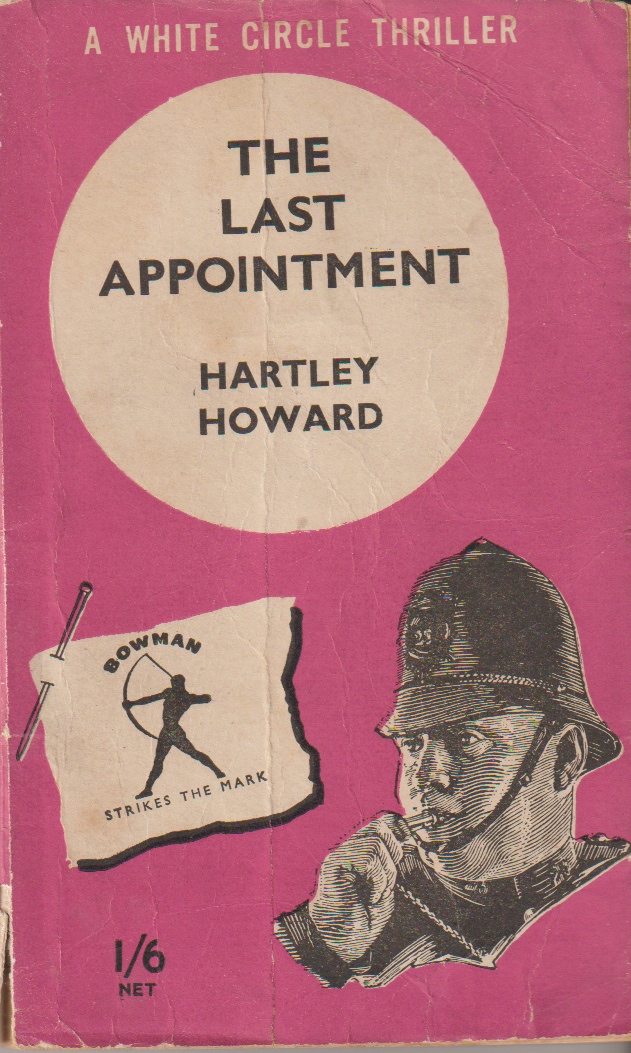 A WHITE CIRCLE THRILLER
THE
LAST
APPOINTMENT
HARTLEY
HOWARD
BOWMAN
STRIKES THE MARK
1/6
NET